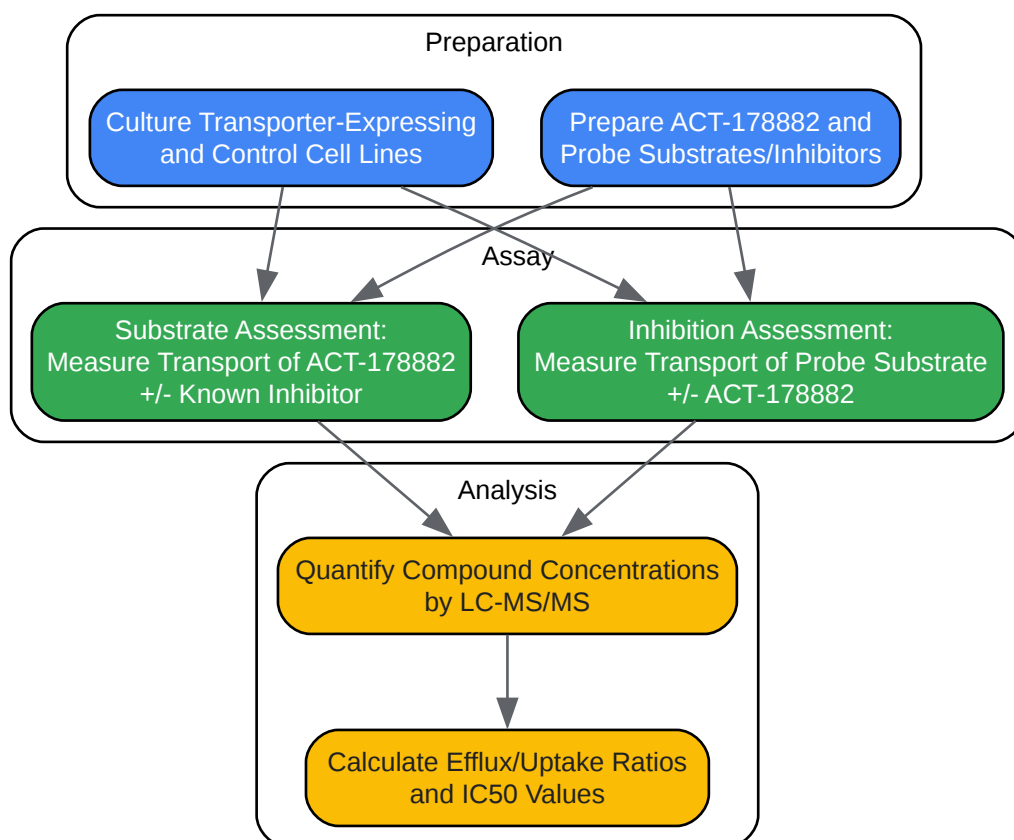 Preparation
Culture Transporter-Expressing
and Control Cell Lines
Prepare ACT-178882 and
Probe Substrates/Inhibitors
Assay
Substrate Assessment:
Measure Transport of ACT-178882
+/- Known Inhibitor
Inhibition Assessment:
Measure Transport of Probe Substrate
+/- ACT-178882
Analysis
Quantify Compound Concentrations
by LC-MS/MS
Calculate Efflux/Uptake Ratios
and IC50 Values